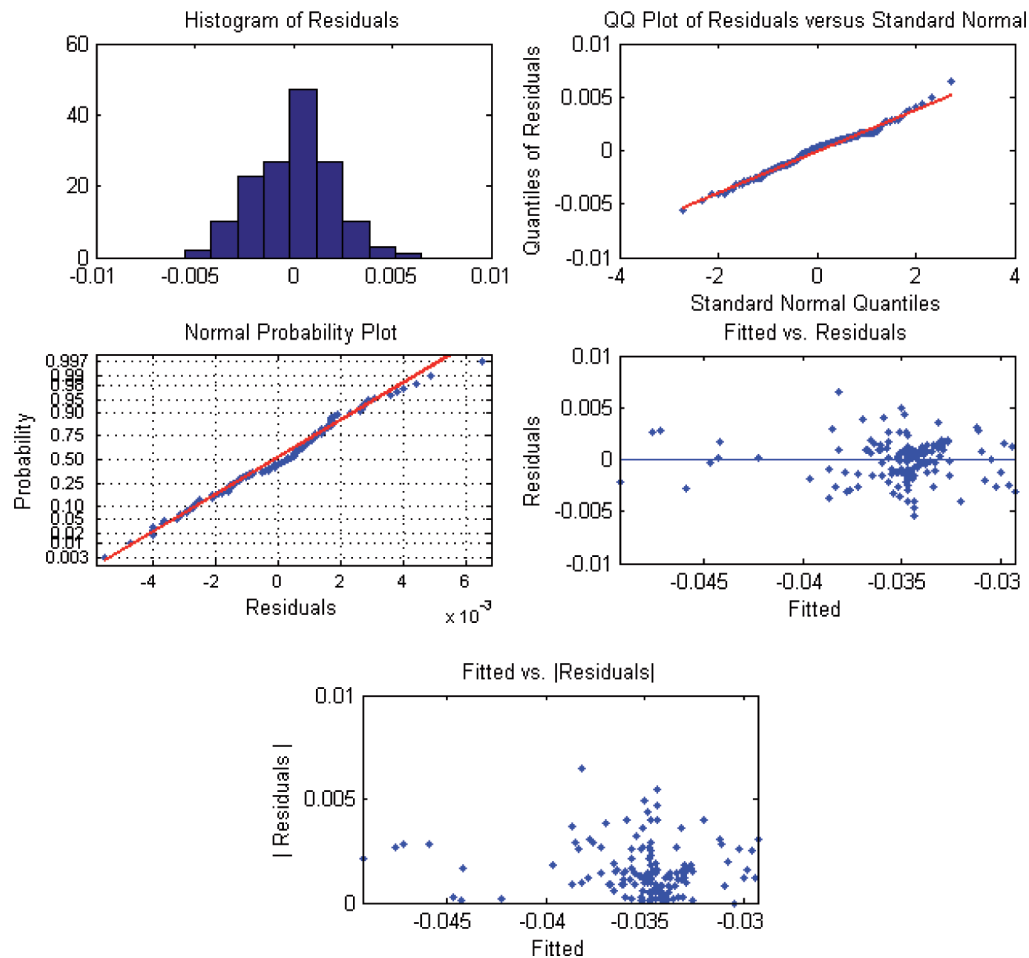 Histogram of Residuals
60
40
20
0
-0.01 -0.005 0 0.005 0.01
QQ Plot of Residuals versus Standard Normal
Quantiles of Residuals
0.01
0.005
0
-0.005
-0.01
-4 -2 0 2 4
Standard Normal Quantiles
Normal Probability Plot
Probability
0.997
0.99
0.98
0.95
0.90
0.75
0.50
0.25
0.10
0.05
0.02
0.01
0.003
-4 -2 0 2 4 6
Residuals
x 10-3
Fitted vs. Residuals
Residuals
0.01
0.005
0
-0.005
-0.01
-0.045 -0.04 -0.035 -0.03
Fitted
Fitted vs. |Residuals|
| Residuals |
0.01
0.005
0
-0.045 -0.04 -0.035 -0.03
Fitted